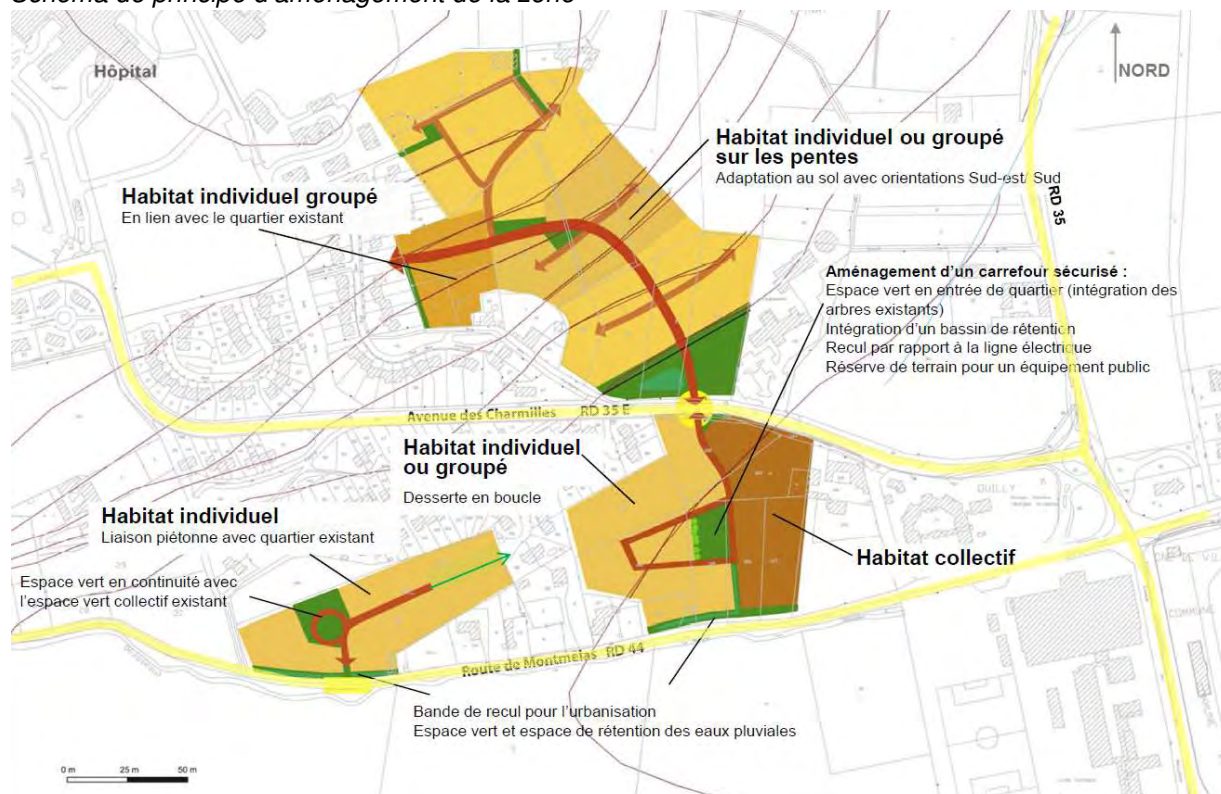 Schéma de principe d'aménagement de la zone
Hôpital
NORD
Habitat individuel ou groupé
sur les pentes
Adaptation au sol avec orientations Sud-est/ Sud
Habitat individuel groupé
En lien avec le quartier existant
RD 35
Aménagement d'un carrefour sécurisé :
Espace vert en entrée de quartier (intégration des
arbres existants)
Intégration d'un bassin de rétention
Recul par rapport à la ligne électrique
Réserve de terrain pour un équipement public
Avenue des Charmilles RD 35 E
Habitat individuel
ou groupé
Desserte en boucle
OUILLY
Habitat individuel
Liaison piétonne avec quartier existant
Habitat collectif
Espace vert en continuité avec
l'espace vert collectif existant
Route de Montmelas RD 44
Bande de recul pour l'urbanisation
Espace vert et espace de rétention des eaux pluviales
0 m 25 m 50 m